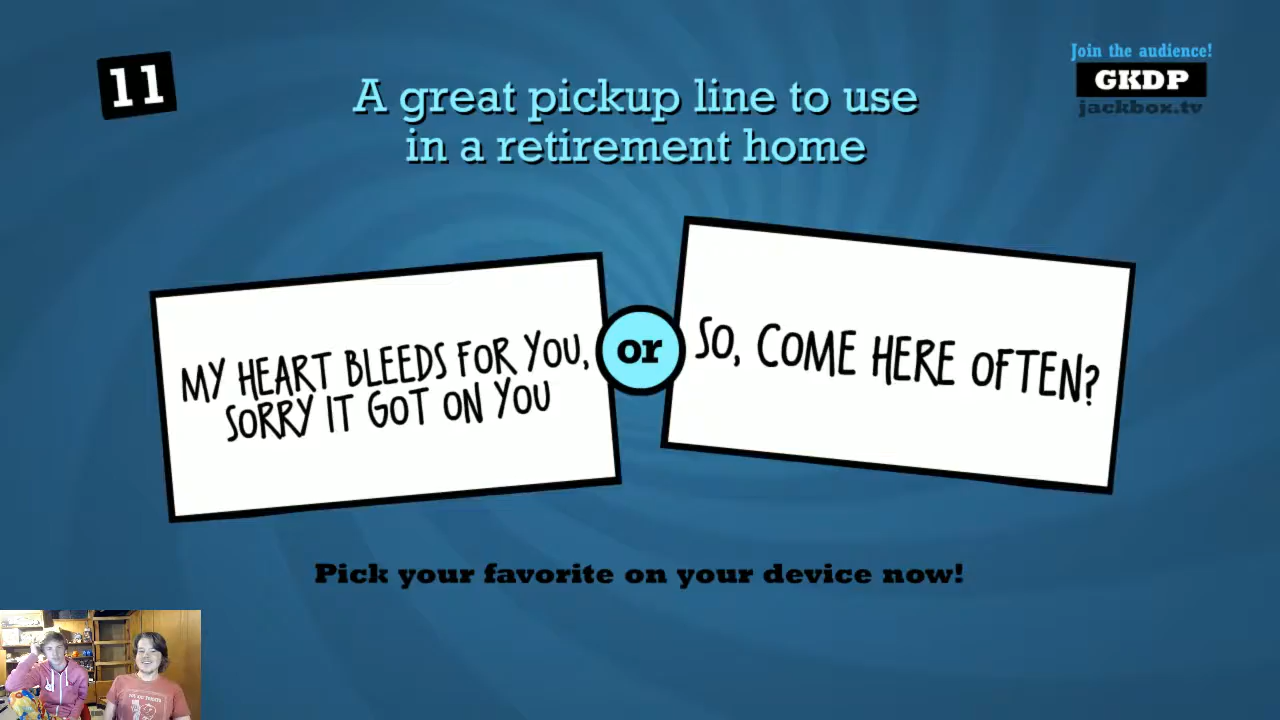 11
A great pickup line to use
in a retirement home
Join the audience!
GKDP
jackbox.tv
MY HEART BLEEDS FOR YOU,
SORRY IT GOT ON YOU
or
SO, COME HERE OFTEN?
Pick your favorite on your device now!